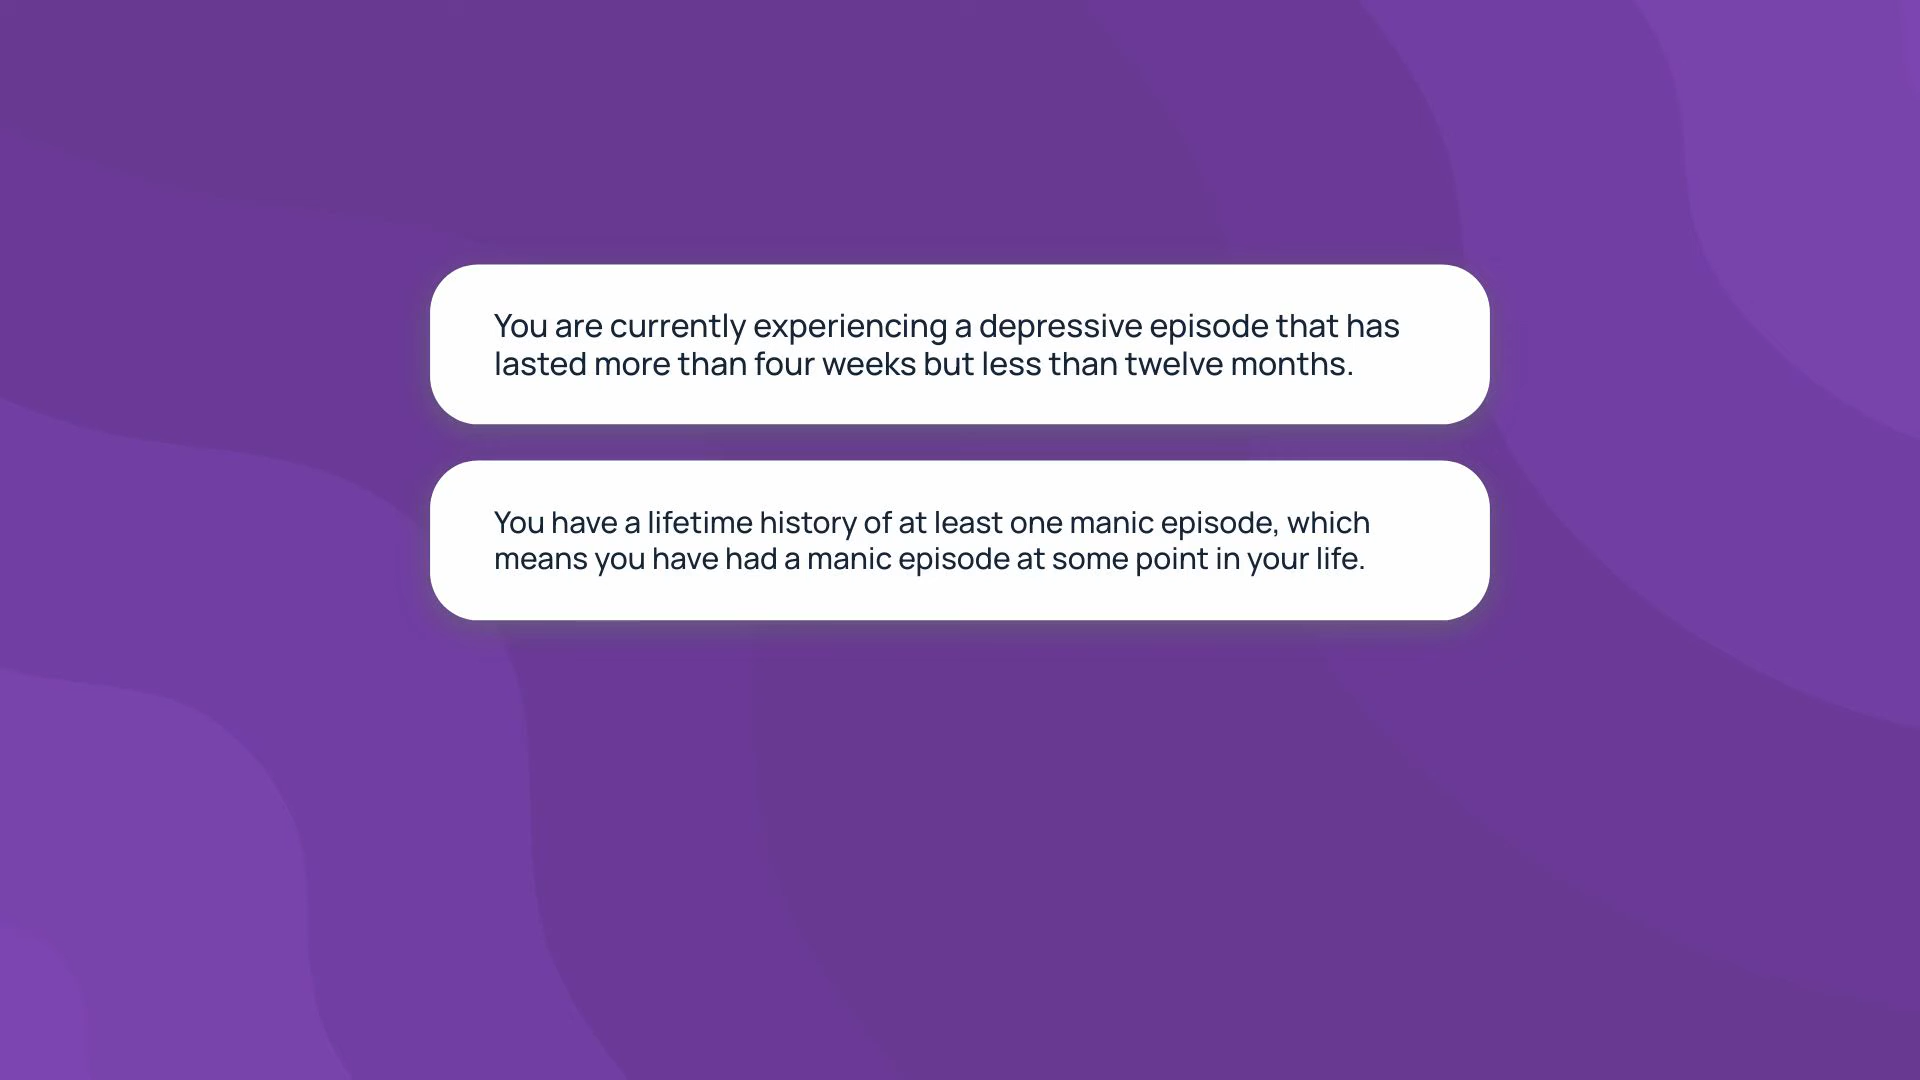 You are currently experiencing a depressive episode that has
lasted more than four weeks but less than twelve months.
You have a lifetime history of at least one manic episode, which
means you have had a manic episode at some point in your life.